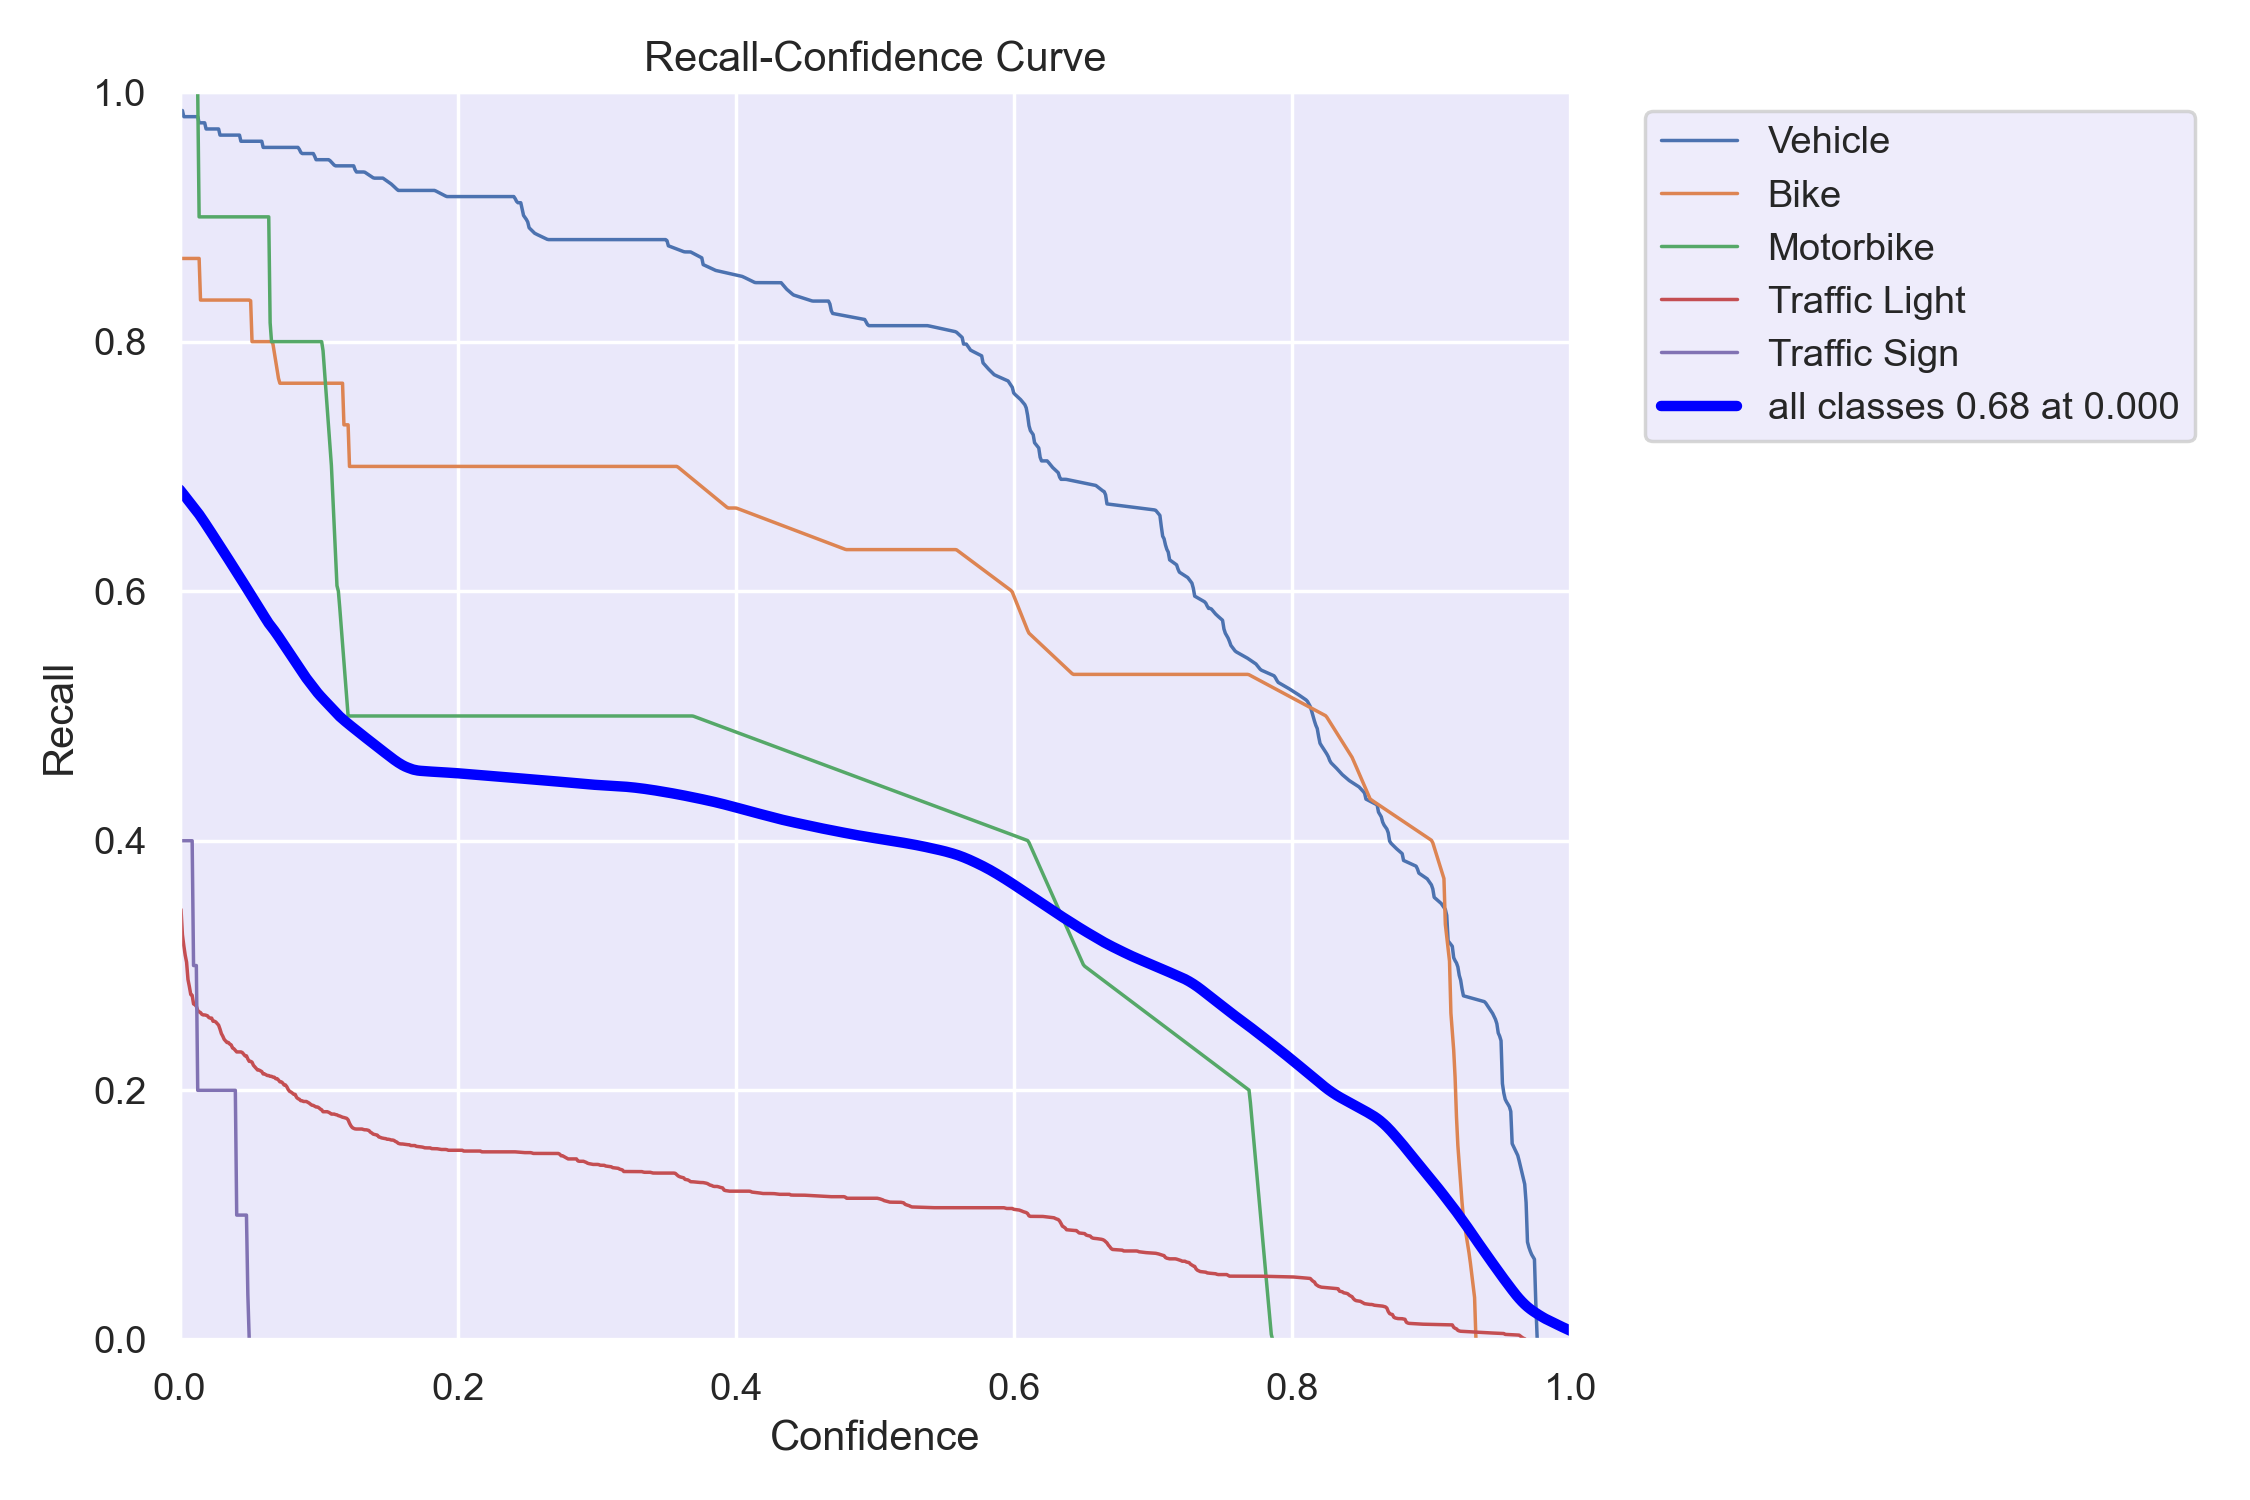 Recall-Confidence Curve
1.0
0.8
0.6
0.4
0.2
0.0
Recall
0.0 0.2 0.4 0.6 0.8 1.0
Confidence
Vehicle
Bike
Motorbike
Traffic Light
Traffic Sign
all classes 0.68 at 0.000